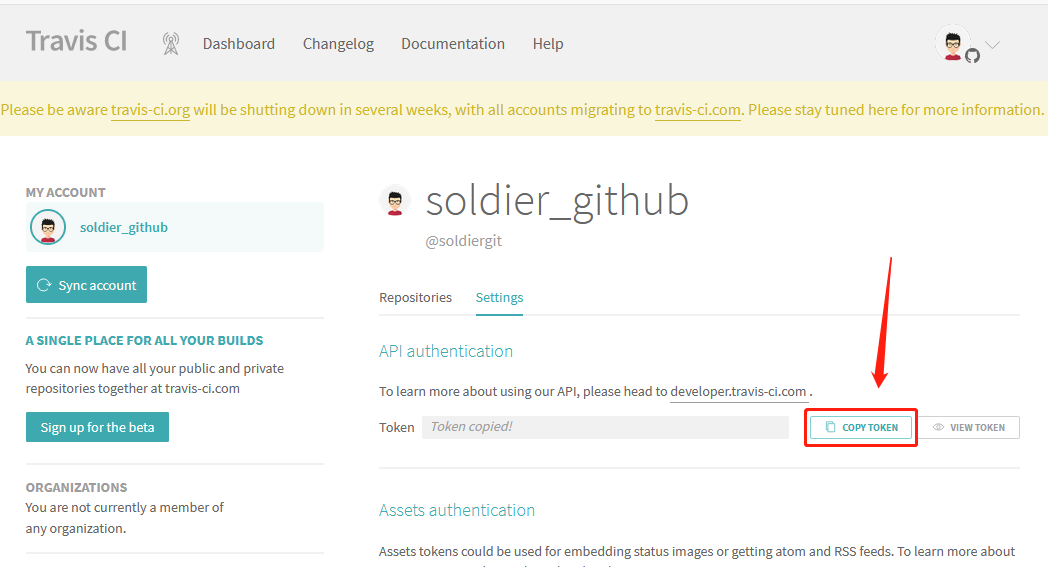 Travis CI
Dashboard
Changelog
Documentation
Help
Please be aware travis-ci.org will be shutting down in several weeks, with all accounts migrating to travis-ci.com. Please stay tuned here for more information.
MY ACCOUNT
soldier_github
Sync account
A SINGLE PLACE FOR ALL YOUR BUILDS
You can now have all your public and private
repositories together at travis-ci.com
Sign up for the beta
ORGANIZATIONS
You are not currently a member of
any organization.
soldier_github
@soldiergit
Repositories
Settings
API authentication
To learn more about using our API, please head to developer.travis-ci.com .
Token
Token copied!
COPY TOKEN
VIEW TOKEN
Assets authentication
Assets tokens could be used for embedding status images or getting atom and RSS feeds. To learn more about